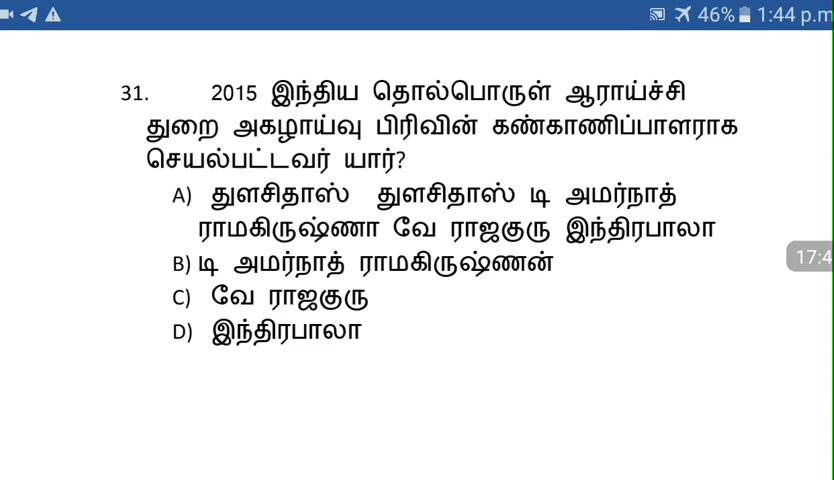 46% 1:44 p.m
31. 2015 இந்திய தொல்பொருள் ஆராய்ச்சி
துறை அகழாய்வு பிரிவின் கண்காணிப்பாளராக
செயல்பட்டவர் யார்?
A) துளசிதாஸ் துளசிதாஸ் டி அமர்நாத்
ராமகிருஷ்ணா வே ராஜகுரு இந்திரபாலா
17:4
B) டி அமர்நாத் ராமகிருஷ்ணன்
C) வே ராஜகுரு
D) இந்திரபாலா